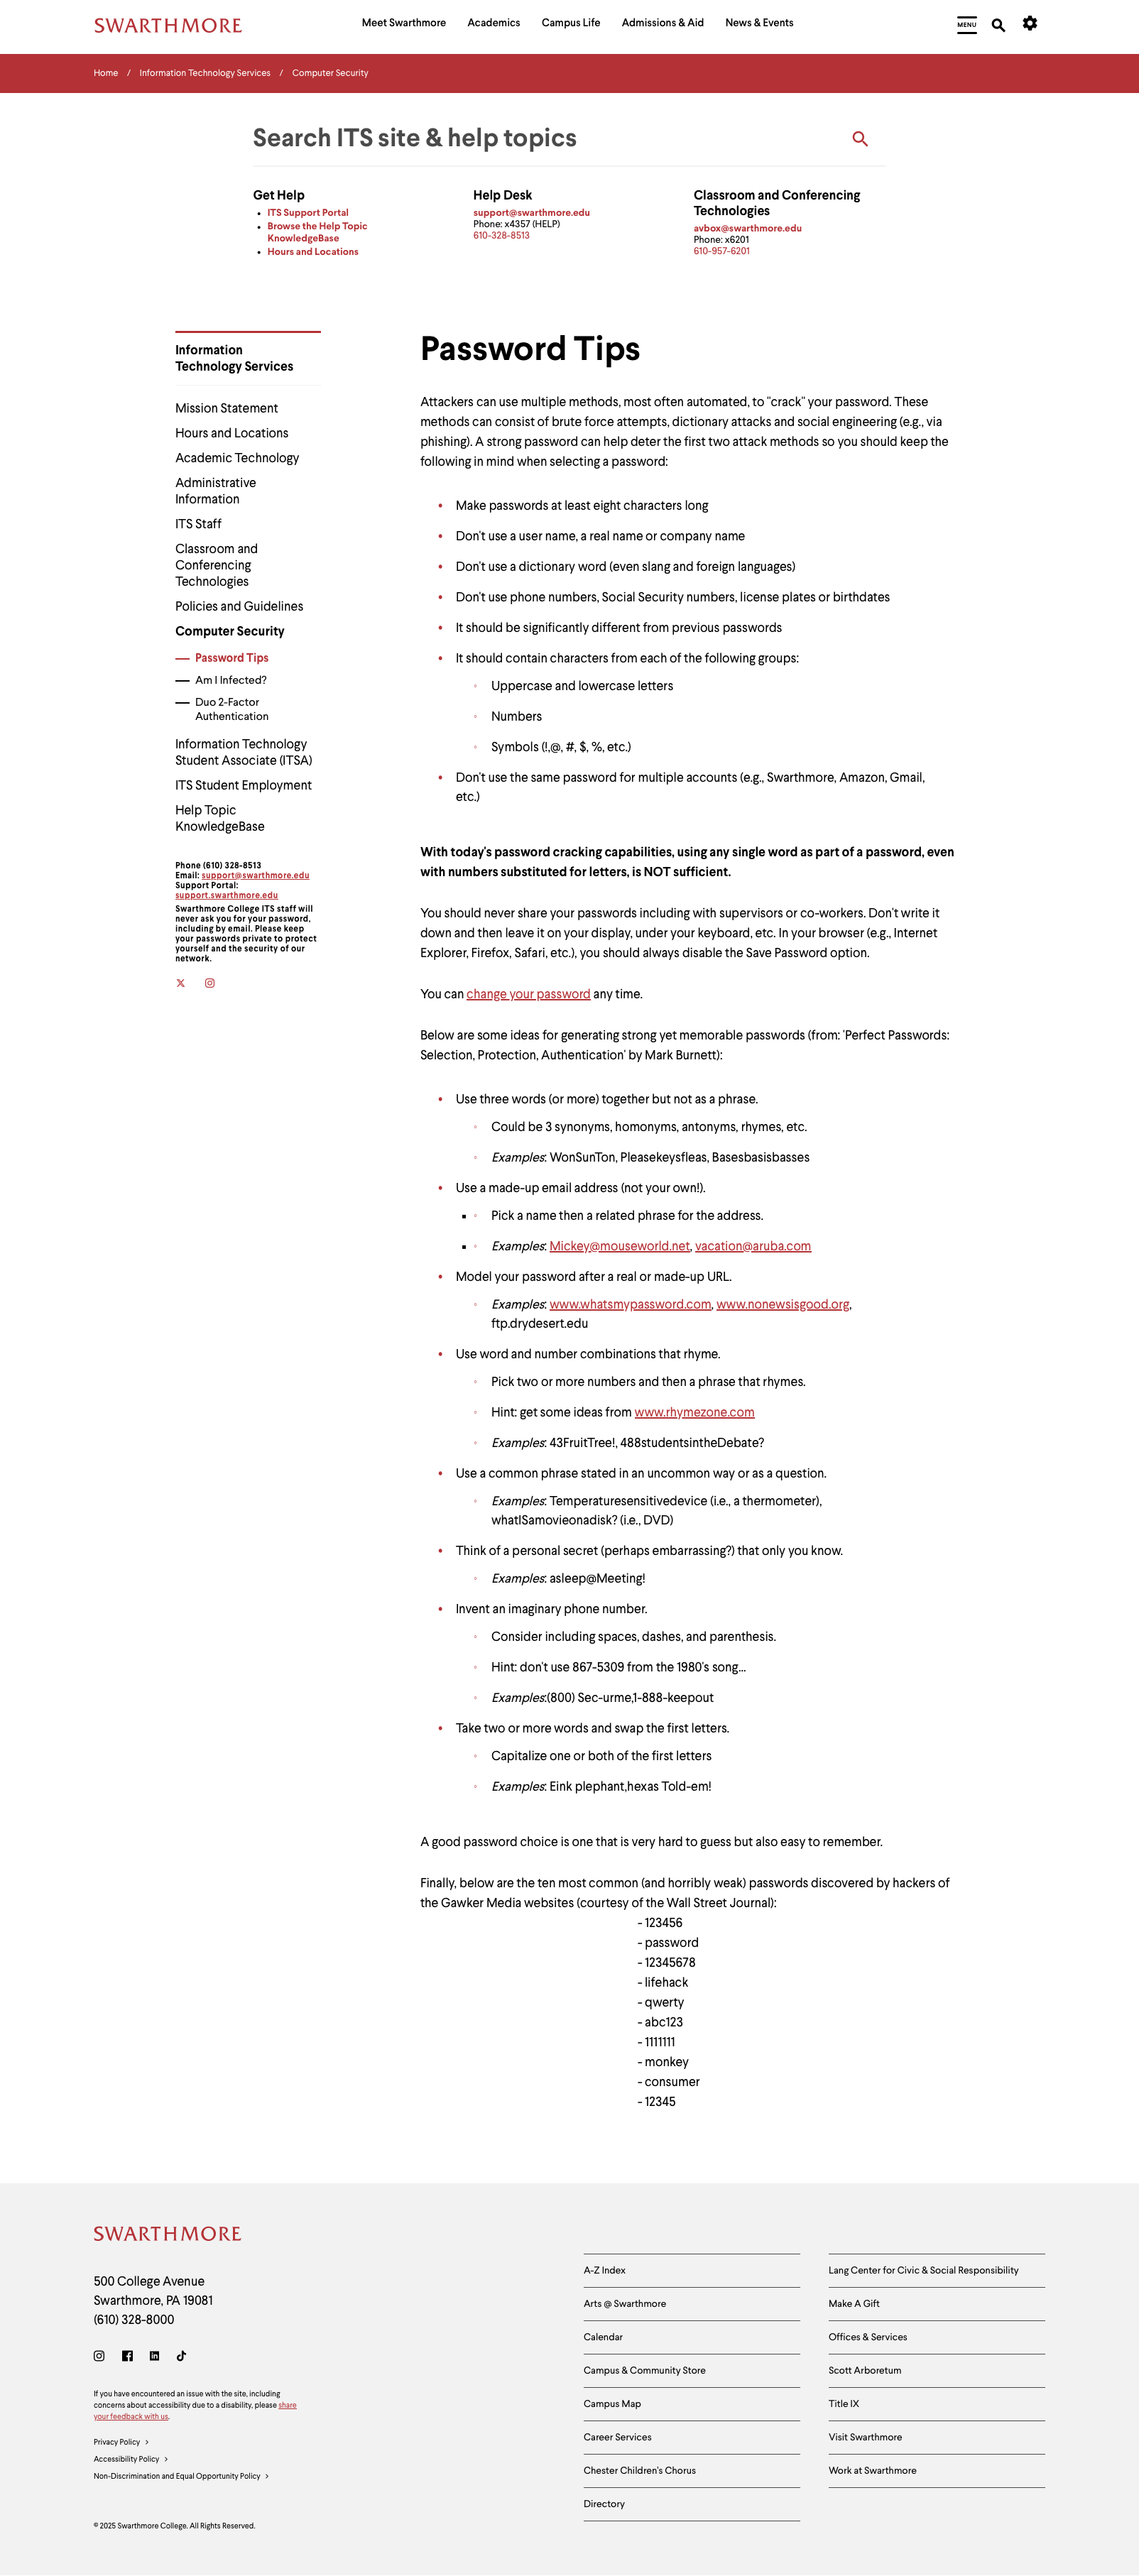 SWARTHMORE
Meet Swarthmore
Academics
Campus Life
Admissions & Aid
News & Events
MENU
Home / Information Technology Services / Computer Security
Search ITS site & help topics
Get Help
ITS Support Portal
Browse the Help Topic
KnowledgeBase
Hours and Locations
Help Desk
support@swarthmore.edu
Phone: x4357 (HELP)
610-328-8513
Classroom and Conferencing
Technologies
avbox@swarthmore.edu
Phone: x6201
610-957-6201
Information
Technology Services
Mission Statement
Hours and Locations
Academic Technology
Administrative
Information
ITS Staff
Classroom and
Conferencing
Technologies
Policies and Guidelines
Computer Security
Password Tips
Am I Infected?
Duo 2-Factor
Authentication
Information Technology
Student Associate (ITSA)
ITS Student Employment
Help Topic
KnowledgeBase
Phone (610) 328-8513
Email: support@swarthmore.edu
Support Portal:
support.swarthmore.edu
Swarthmore College ITS staff will
never ask you for your password,
including by email. Please keep
your passwords private to protect
yourself and the security of our
network.
Password Tips
Attackers can use multiple methods, most often automated, to "crack" your password. These
methods can consist of brute force attempts, dictionary attacks and social engineering (e.g., via
phishing). A strong password can help deter the first two attack methods so you should keep the
following in mind when selecting a password:
Make passwords at least eight characters long
Don't use a user name, a real name or company name
Don't use a dictionary word (even slang and foreign languages)
Don't use phone numbers, Social Security numbers, license plates or birthdates
It should be significantly different from previous passwords
It should contain characters from each of the following groups:
Uppercase and lowercase letters
Numbers
Symbols (!,@, #, $, %, etc.)
Don't use the same password for multiple accounts (e.g., Swarthmore, Amazon, Gmail,
etc.)
With today's password cracking capabilities, using any single word as part of a password, even
with numbers substituted for letters, is NOT sufficient.
You should never share your passwords including with supervisors or co-workers. Don't write it
down and then leave it on your display, under your keyboard, etc. In your browser (e.g., Internet
Explorer, Firefox, Safari, etc.), you should always disable the Save Password option.
You can change your password any time.
Below are some ideas for generating strong yet memorable passwords (from: 'Perfect Passwords:
Selection, Protection, Authentication' by Mark Burnett):
Use three words (or more) together but not as a phrase.
Could be 3 synonyms, homonyms, antonyms, rhymes, etc.
Examples: WonSunTon, Pleasekeysfleas, Basesbasisbasses
Use a made-up email address (not your own!).
Pick a name then a related phrase for the address.
Examples: Mickey@mouseworld.net, vacation@aruba.com
Model your password after a real or made-up URL.
Examples: www.whatsmypassword.com, www.nonewsisgood.org,
ftp.drydesert.edu
Use word and number combinations that rhyme.
Pick two or more numbers and then a phrase that rhymes.
Hint: get some ideas from www.rhymezone.com
Examples: 43FruitTree!, 488studentsintheDebate?
Use a common phrase stated in an uncommon way or as a question.
Examples: Temperaturesensitivedevice (i.e., a thermometer),
whatISamovieonadisk? (i.e., DVD)
Think of a personal secret (perhaps embarrassing?) that only you know.
Examples: asleep@Meeting!
Invent an imaginary phone number.
Consider including spaces, dashes, and parenthesis.
Hint: don't use 867-5309 from the 1980's song...
Examples:(800) Sec-urme,1-888-keepout
Take two or more words and swap the first letters.
Capitalize one or both of the first letters
Examples: Eink plephant,hexas Told-em!
A good password choice is one that is very hard to guess but also easy to remember.
Finally, below are the ten most common (and horribly weak) passwords discovered by hackers of
the Gawker Media websites (courtesy of the Wall Street Journal):
- 123456
- password
- 12345678
- lifehack
- qwerty
- abc123
- 1111111
- monkey
- consumer
- 12345
SWARTHMORE
500 College Avenue
Swarthmore, PA 19081
(610) 328-8000
If you have encountered an issue with the site, including
concerns about accessibility due to a disability, please share
your feedback with us.
Privacy Policy >
Accessibility Policy >
Non-Discrimination and Equal Opportunity Policy >
© 2025 Swarthmore College. All Rights Reserved.
A-Z Index
Arts @ Swarthmore
Calendar
Campus & Community Store
Campus Map
Career Services
Chester Children's Chorus
Directory
Lang Center for Civic & Social Responsibility
Make A Gift
Offices & Services
Scott Arboretum
Title IX
Visit Swarthmore
Work at Swarthmore